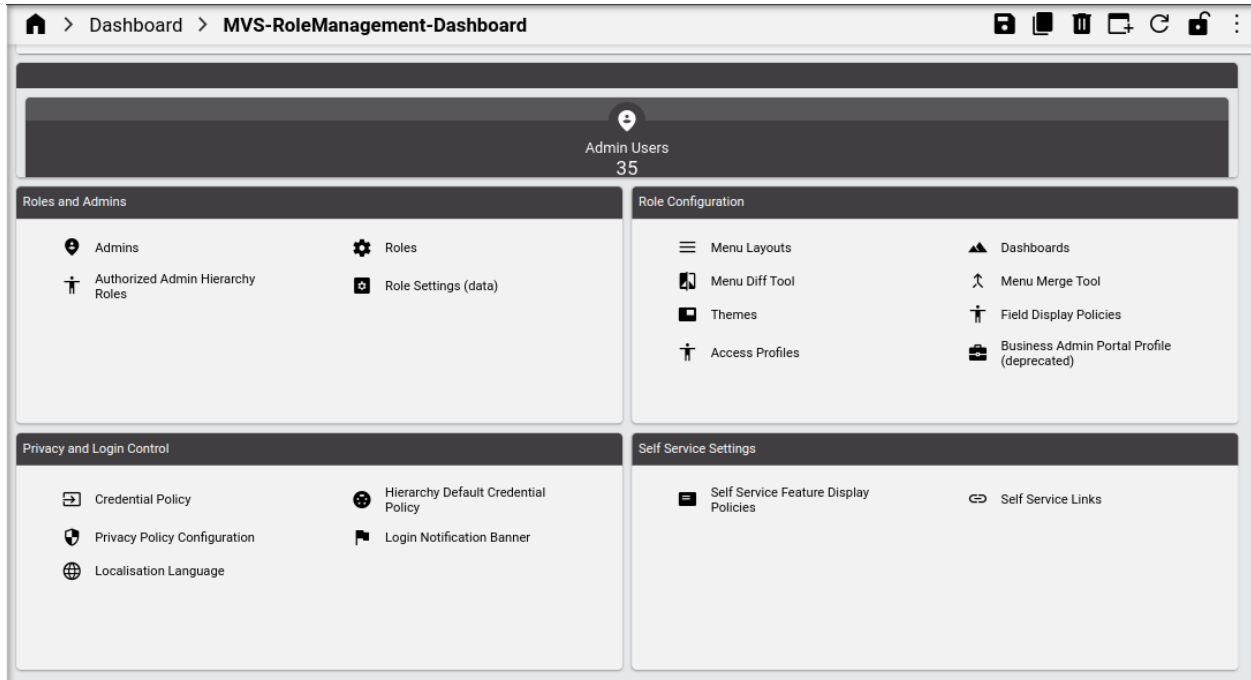 Dashboard > MVS-RoleManagement-Dashboard
Admin Users
35
Roles and Admins
Admins
Roles
Authorized Admin Hierarchy
Roles
Role Settings (data)
Role Configuration
Menu Layouts
Dashboards
Menu Diff Tool
Menu Merge Tool
Themes
Field Display Policies
Access Profiles
Business Admin Portal Profile
(deprecated)
Privacy and Login Control
Credential Policy
Hierarchy Default Credential
Policy
Privacy Policy Configuration
Login Notification Banner
Localisation Language
Self Service Settings
Self Service Feature Display
Policies
Self Service Links